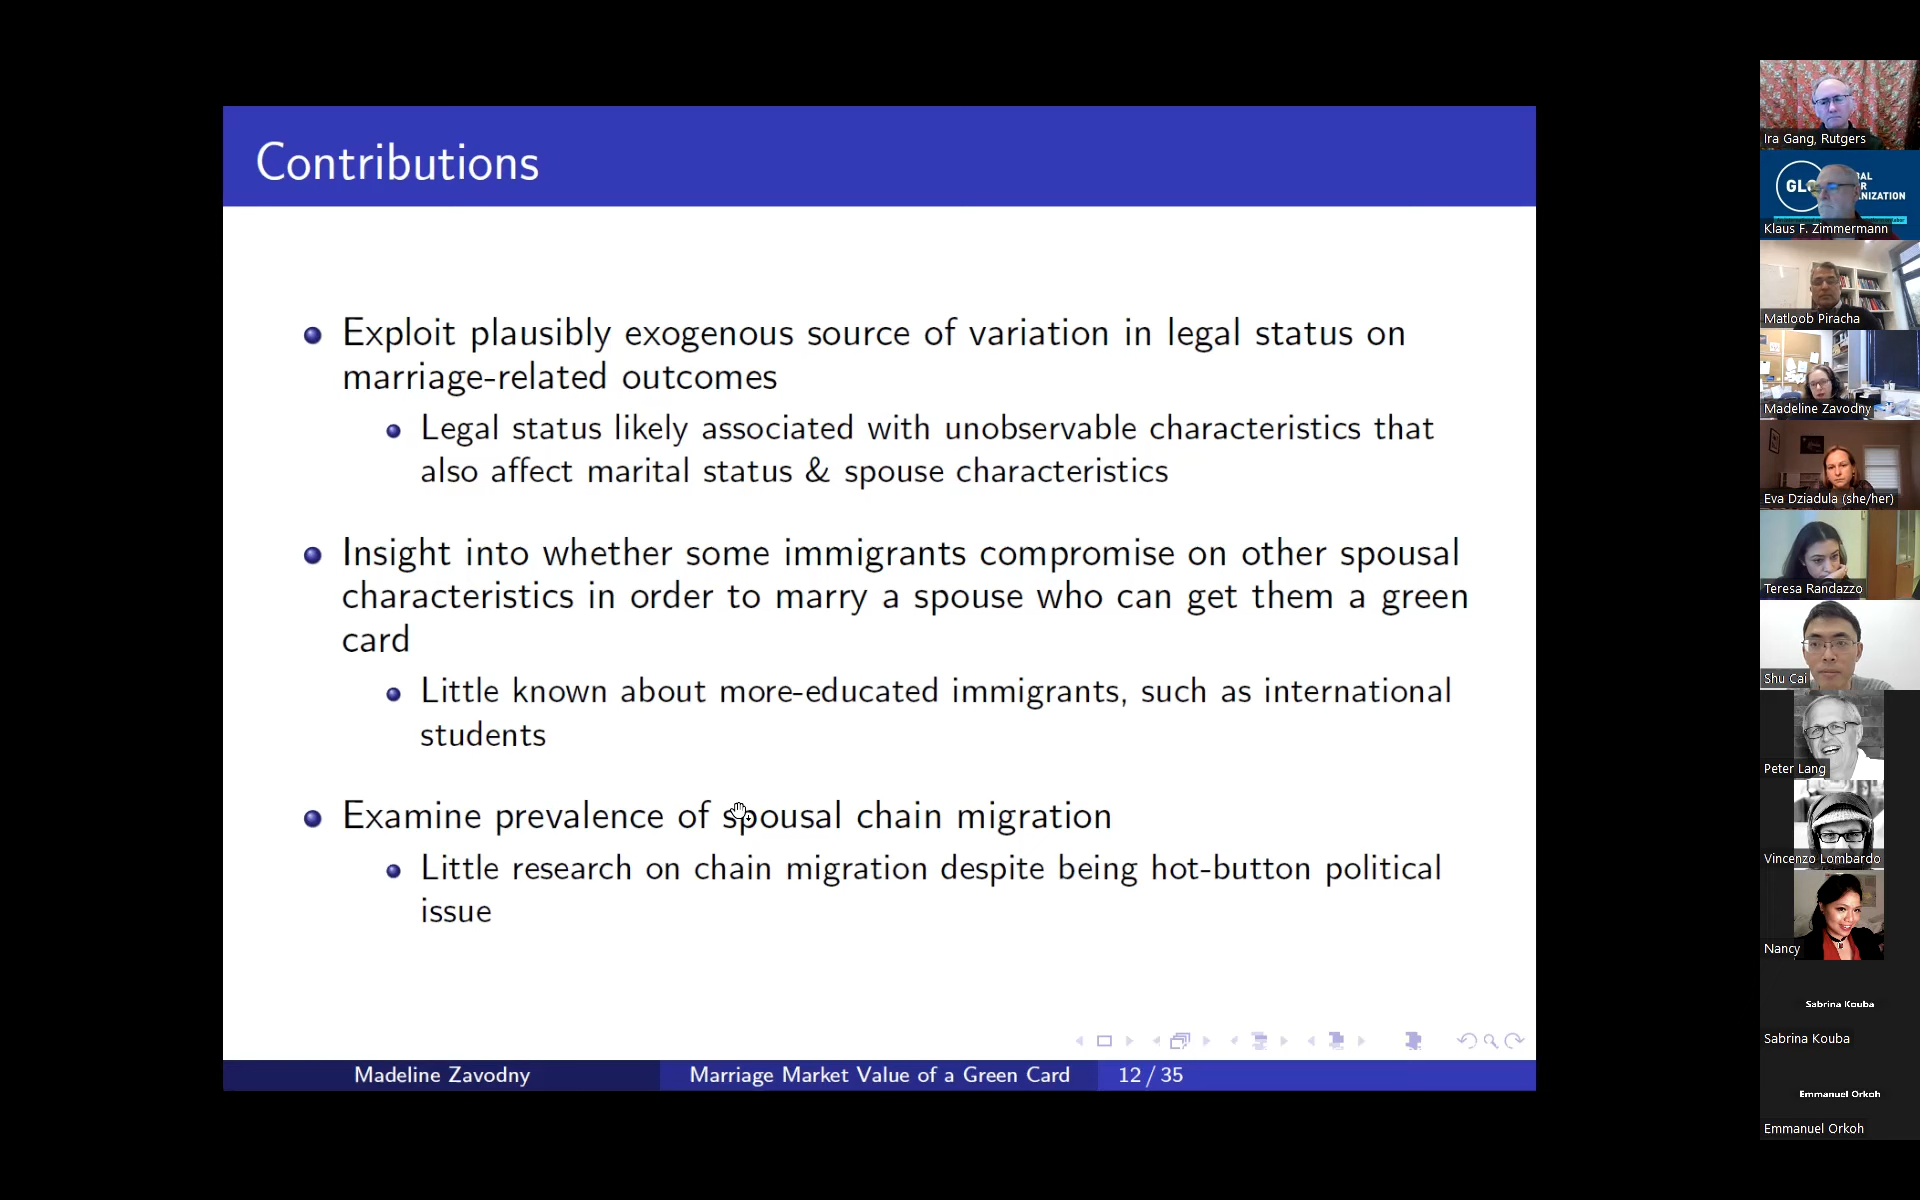 Contributions
Exploit plausibly exogenous source of variation in legal status on
marriage-related outcomes
Legal status likely associated with unobservable characteristics that
also affect marital status & spouse characteristics
Insight into whether some immigrants compromise on other spousal
characteristics in order to marry a spouse who can get them a green
card
Little known about more-educated immigrants, such as international
students
Examine prevalence of spousal chain migration
Little research on chain migration despite being hot-button political
issue
Madeline Zavodny
Marriage Market Value of a Green Card
12 / 35
Ira Gang, Rutgers
Klaus F. Zimmermann
Matloob Piracha
Madeline Zavodny
Eva Dziadula (she/her)
Teresa Randazzo
Shu Cai
Peter Lang
Vincenzo Lombardo
Nancy
Sabrina Kouba
Sabrina Kouba
Emmanuel Orkoh
Emmanuel Orkoh